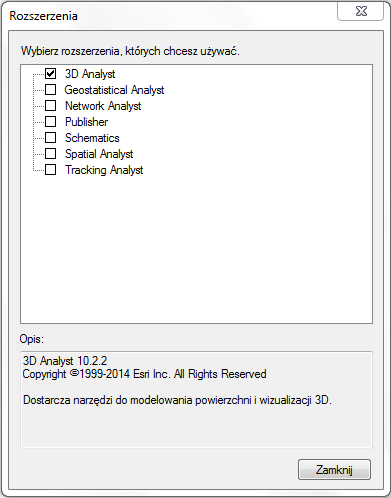 Rozszerzenia
Wybierz rozszerzenia, których chcesz używać.
3D Analyst
Geostatistical Analyst
Network Analyst
Publisher
Schematics
Spatial Analyst
Tracking Analyst
Opis:
3D Analyst 10.2.2
Copyright ©1999-2014 Esri Inc. All Rights Reserved
Dostarcza narzędzi do modelowania powierzchni i wizualizacji 3D.
Zamknij